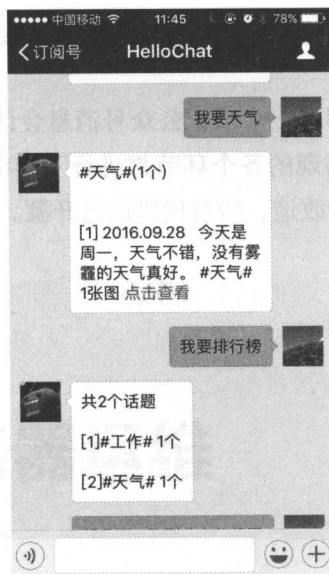 中国移动 11:45 78%
订阅号 HelloChat
我要天气
#天气#(1个)
[1] 2016.09.28 今天是
周一，天气不错，没有雾
霾的天气真好。 #天气#
1张图 点击查看
我要排行榜
共2个话题
[1]#工作# 1个
[2]#天气# 1个